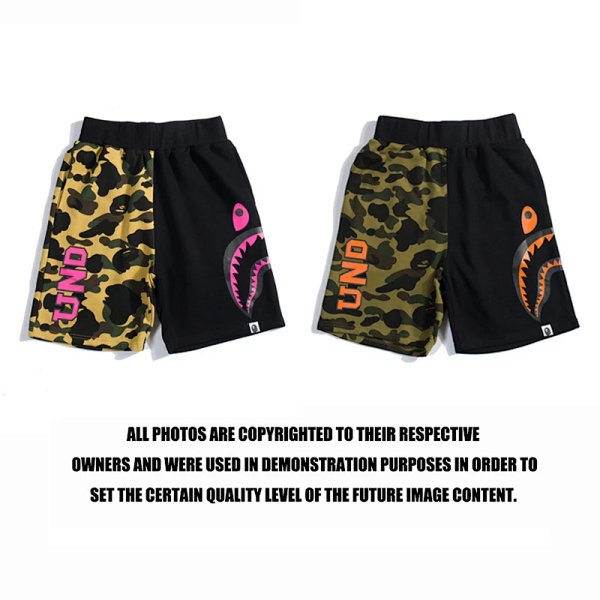 UND
UND
ALL PHOTOS ARE COPYRIGHTED TO THEIR RESPECTIVE
OWNERS AND WERE USED IN DEMONSTRATION PURPOSES IN ORDER TO
SET THE CERTAIN QUALITY LEVEL OF THE FUTURE IMAGE CONTENT.